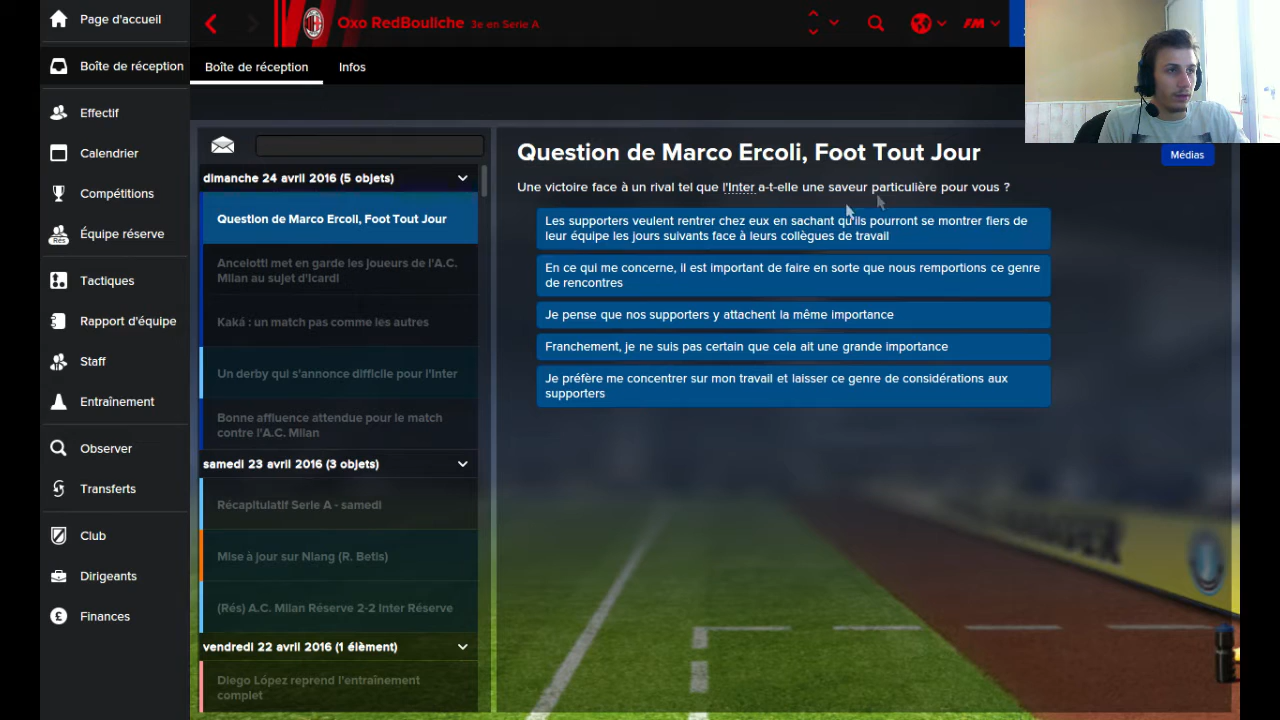 Page d'accueil
Oxo RedBouliche 3e en Serie A
FM
Boîte de réception
Boîte de réception Infos
Effectif
Calendrier
Compétitions
Équipe réserve
Rés
Tactiques
Rapport d'équipe
Staff
Entraînement
Observer
Transferts
Club
Dirigeants
Finances
dimanche 24 avril 2016 (5 objets)
Question de Marco Ercoli, Foot Tout Jour
Ancelotti met en garde les joueurs de l'A.C.
Milan au sujet d'Icardi
Kaká : un match pas comme les autres
Un derby qui s'annonce difficile pour l'Inter
Bonne affluence attendue pour le match
contre l'A.C. Milan
samedi 23 avril 2016 (3 objets)
Récapitulatif Serie A - samedi
Mise à jour sur Niang (R. Betis)
(Rés) A.C. Milan Réserve 2-2 Inter Réserve
vendredi 22 avril 2016 (1 élèment)
Diego López reprend l'entraînement
complet
Question de Marco Ercoli, Foot Tout Jour
Médias
Une victoire face à un rival tel que l'Inter a-t-elle une saveur particulière pour vous ?
Les supporters veulent rentrer chez eux en sachant qu'ils pourront se montrer fiers de
leur équipe les jours suivants face à leurs collègues de travail
En ce qui me concerne, il est important de faire en sorte que nous remportions ce genre
de rencontres
Je pense que nos supporters y attachent la même importance
Franchement, je ne suis pas certain que cela ait une grande importance
Je préfère me concentrer sur mon travail et laisser ce genre de considérations aux
supporters